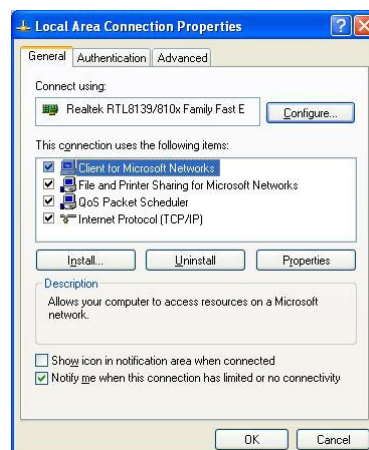 Local Area Connection Properties
General Authentication Advanced
Connect using:
Realtek RTL8139/810x Family Fast E Configure...
This connection uses the following items:
Client for Microsoft Networks
File and Printer Sharing for Microsoft Networks
QoS Packet Scheduler
Internet Protocol (TCP/IP)
Install... Uninstall Properties
Description
Allows your computer to access resources on a Microsoft
network.
Show icon in notification area when connected
Notify me when this connection has limited or no connectivity
OK Cancel